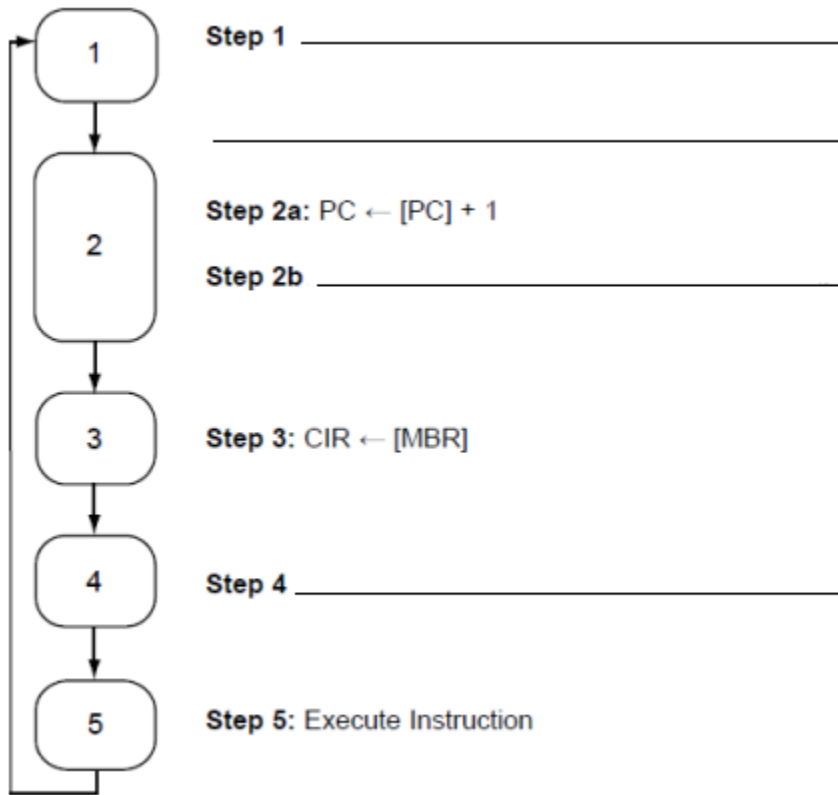 1
Step 1
2
Step 2a: PC ← [PC] + 1
Step 2b
3
Step 3: CIR ← [MBR]
4
Step 4
5
Step 5: Execute Instruction